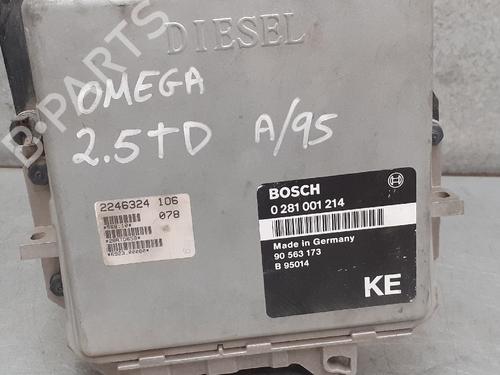 B-PARTS
DIESEL
OMEGA
2.5TD A/95
2246324 106
078
BOSCH
0 281 001 214
Made in Germany
90 563 173
B 95014
KE